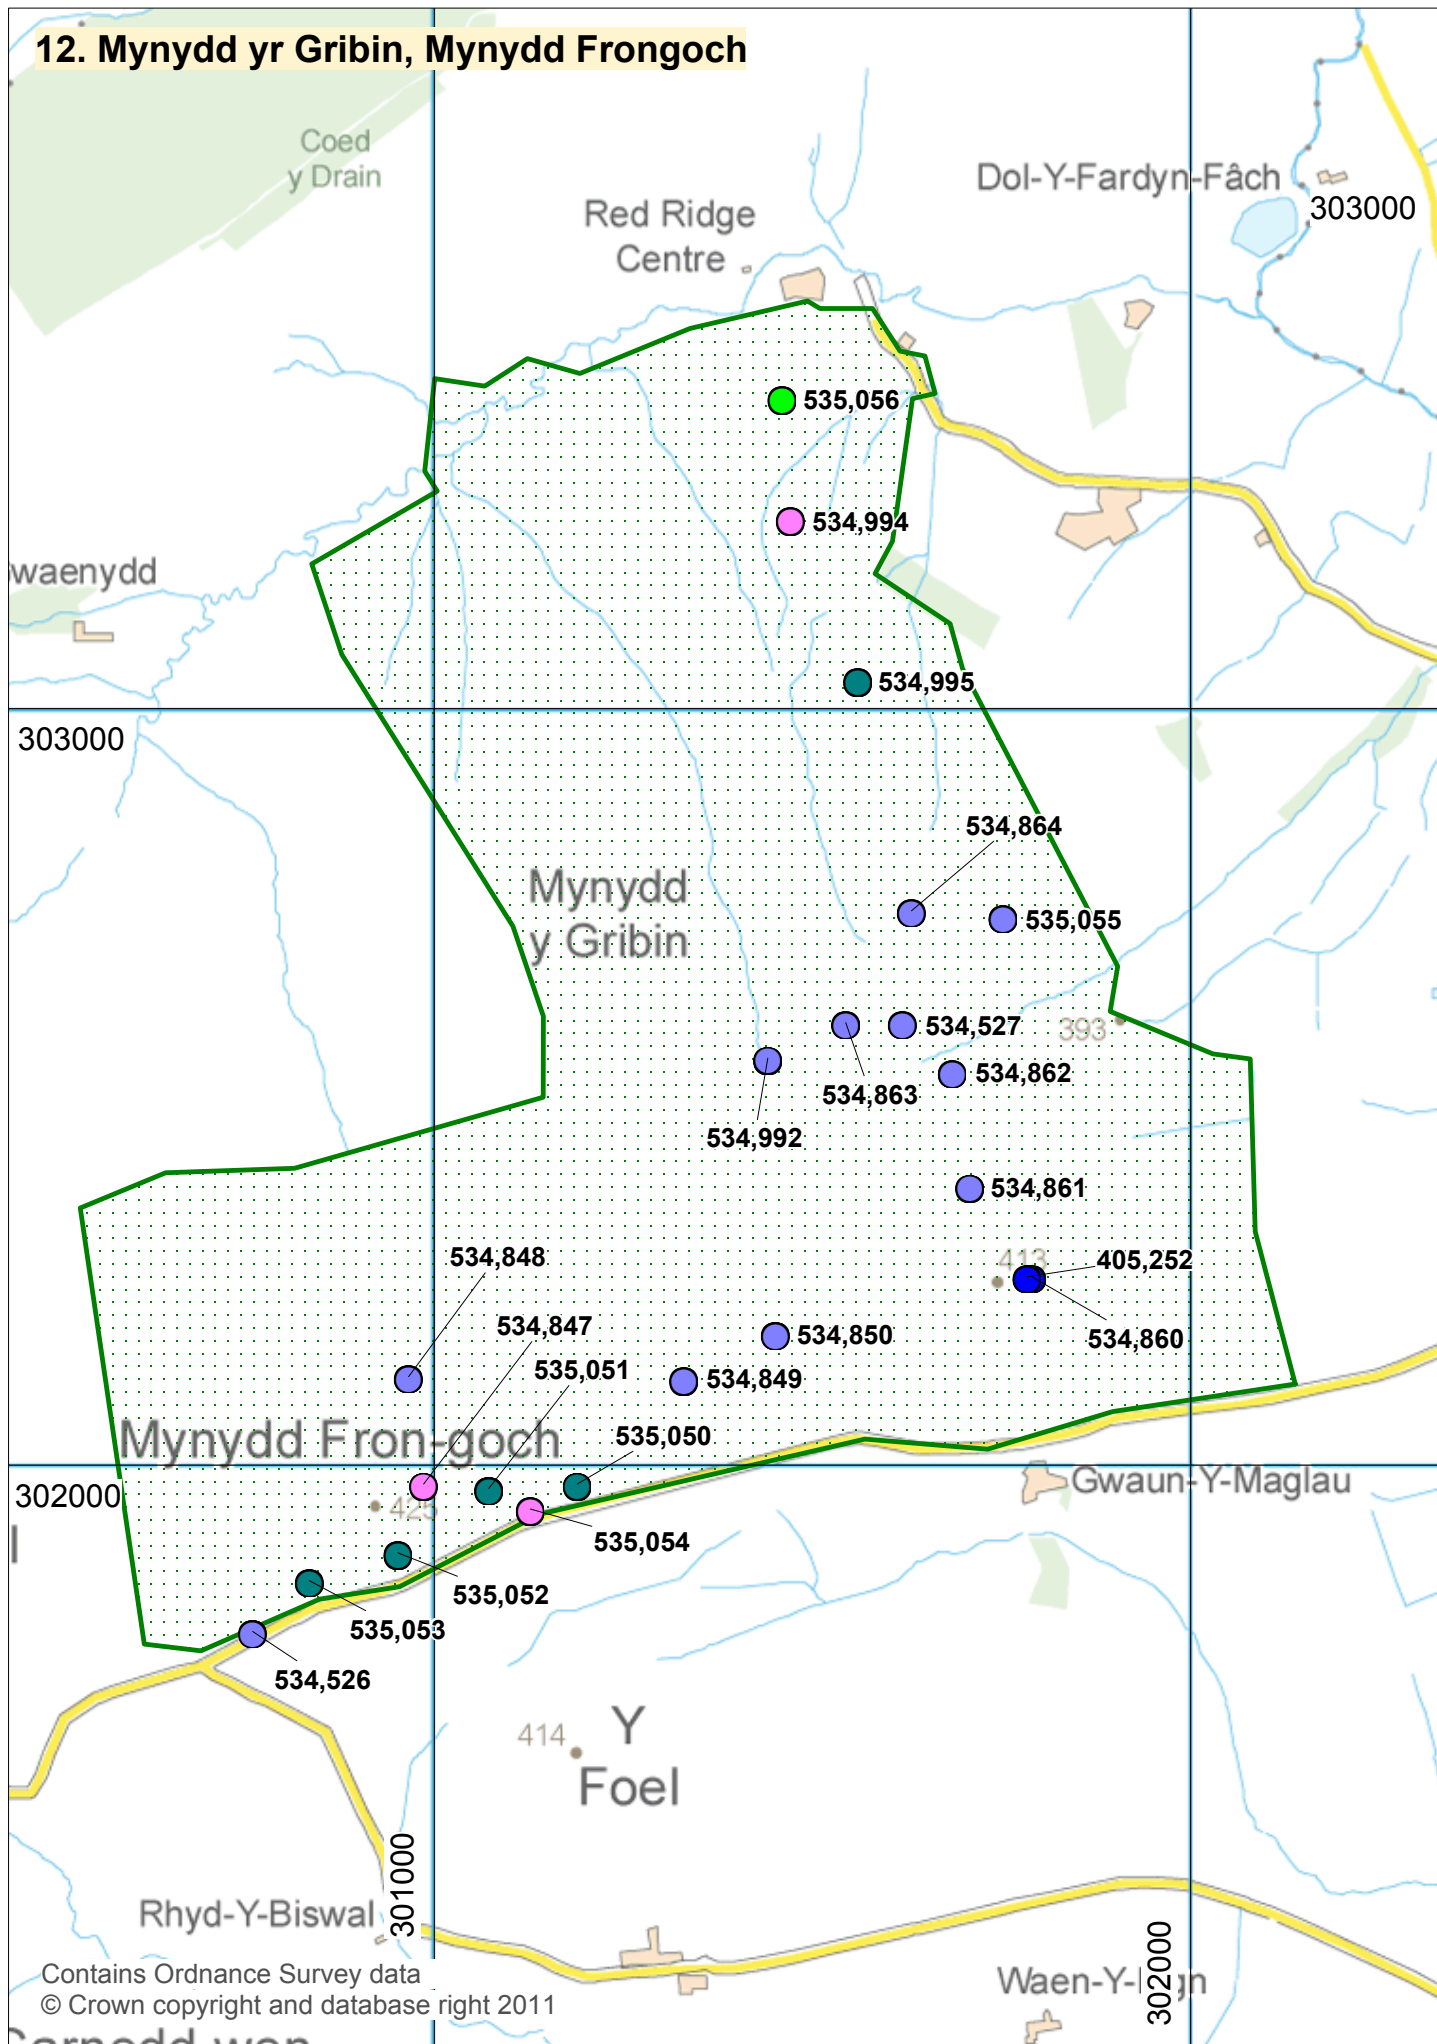 12. Mynydd yr Gribin, Mynydd Frongoch
Coed
y Drain
Dol-Y-Fardyn-Fâch
303000
Red Ridge
Centre
535,056
534,994
waenydd
534,995
303000
534,864
Mynydd
y Gribin
535,055
534,527
393
534,862
534,863
534,992
534,861
534,848
413
405,252
534,847
534,860
534,850
535,051
534,849
Mynydd Fron-goch
535,050
302000
425
Gwaun-Y-Maglau
535,054
535,052
535,053
534,526
414
Y
Foel
301000
Rhyd-Y-Biswal
302000
Contains Ordnance Survey data
© Crown copyright and database right 2011